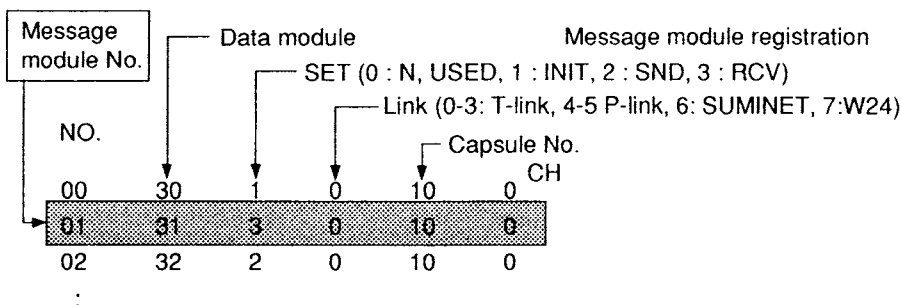 Message module No.
Data module
Message module registration
SET (0 : N, USED, 1 : INIT, 2 : SND, 3 : RCV)
Link (0-3: T-link, 4-5 P-link, 6: SUMINET, 7:W24)
NO.
Capsule No.
CH
00 30 1 0 10 0
01 31 3 0 10 0
02 32 2 0 10 0